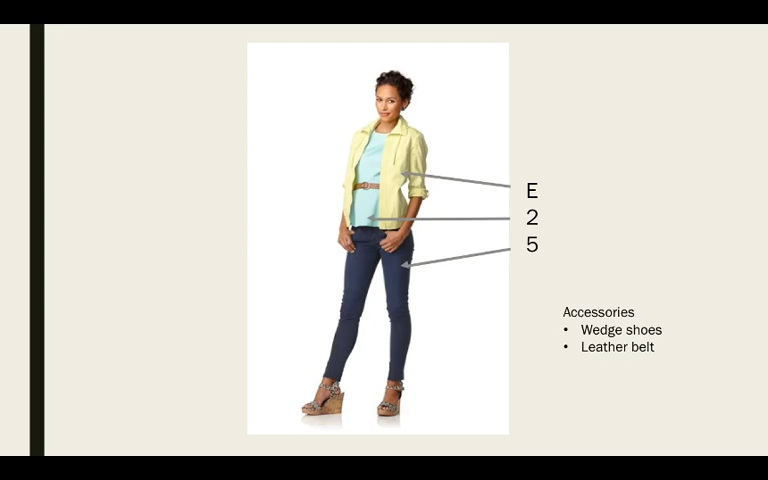 E
2
5
Accessories
• Wedge shoes
• Leather belt